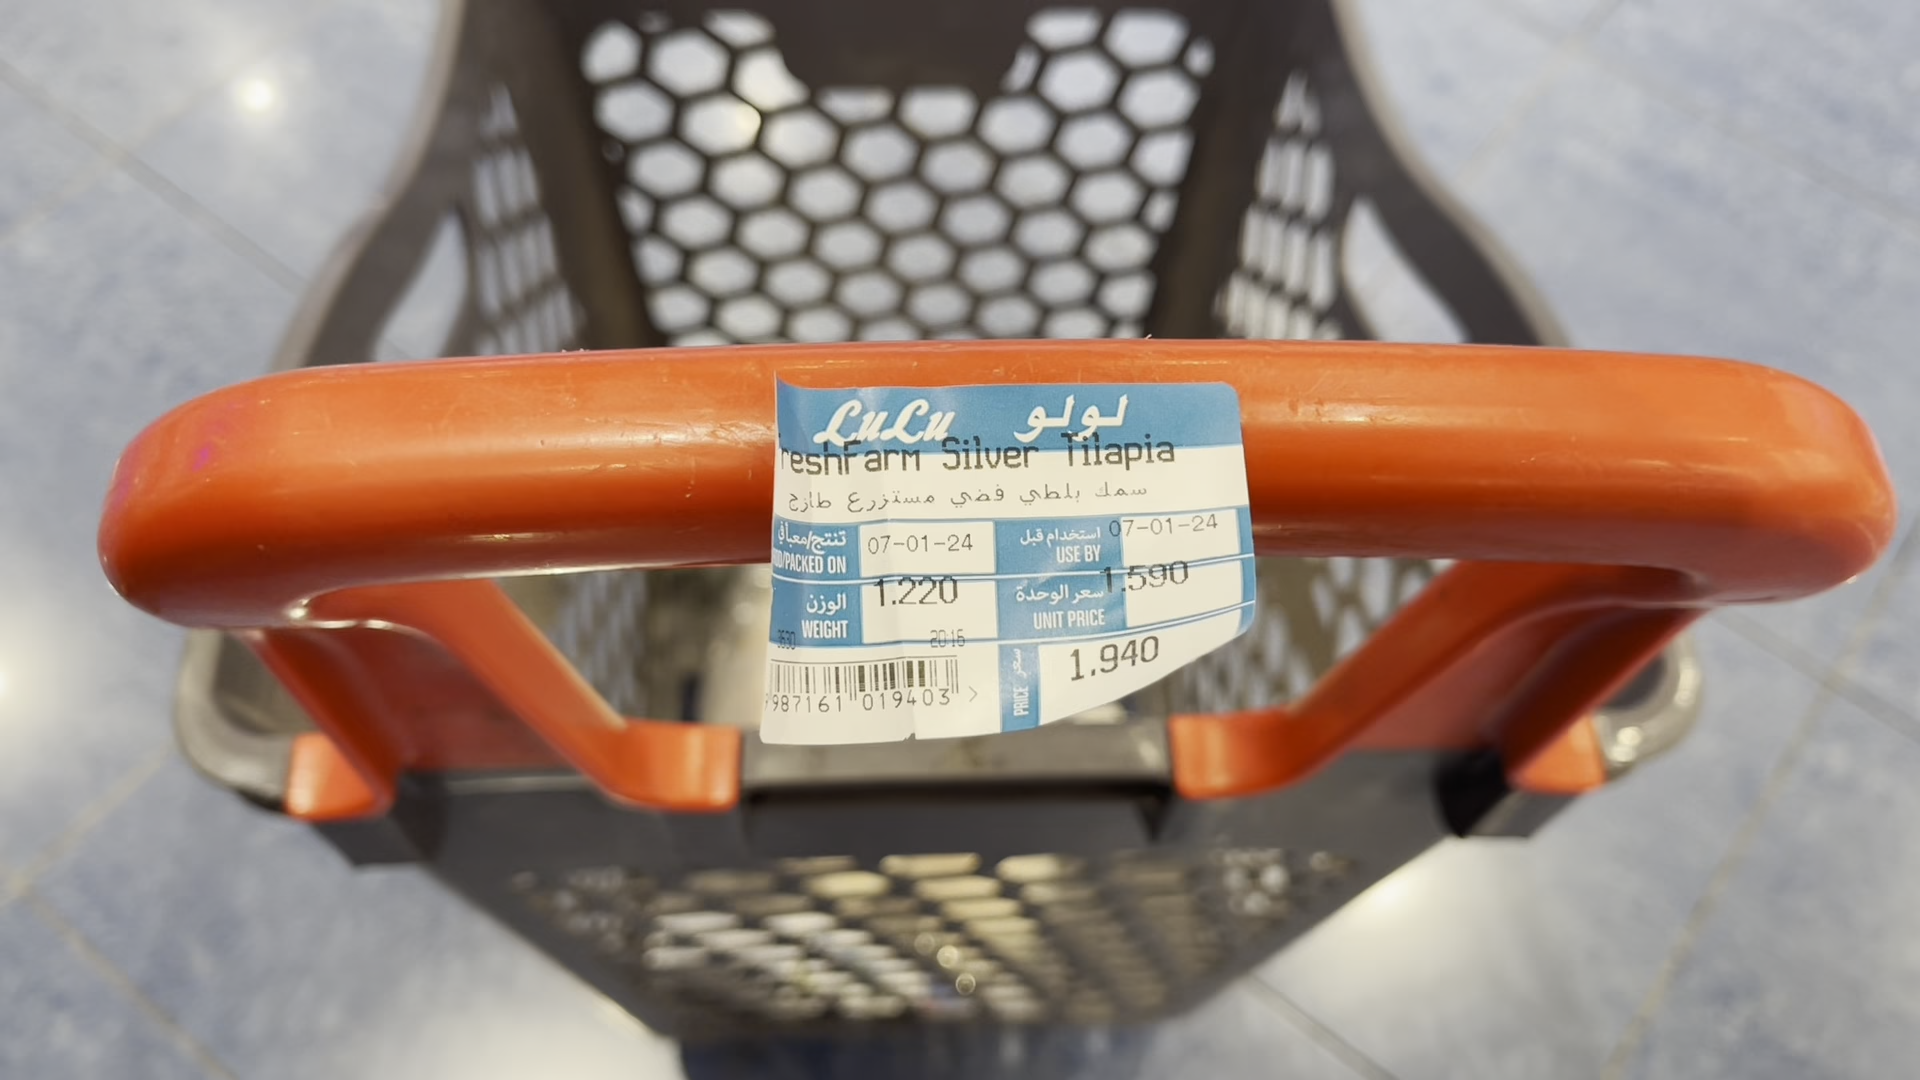 LuLu لولو
reshFarm Silver Tilapia
سمك بلطي فضي مستزرع طازج
تنتج/معبأ في
/PACKED ON
07-01-24
استخدام قبل
USE BY
07-01-24
الوزن
WEIGHT
1.220
سعر الوحدة
UNIT PRICE
1.590
2016
سعر
PRICE
1.940
987161 019403 >